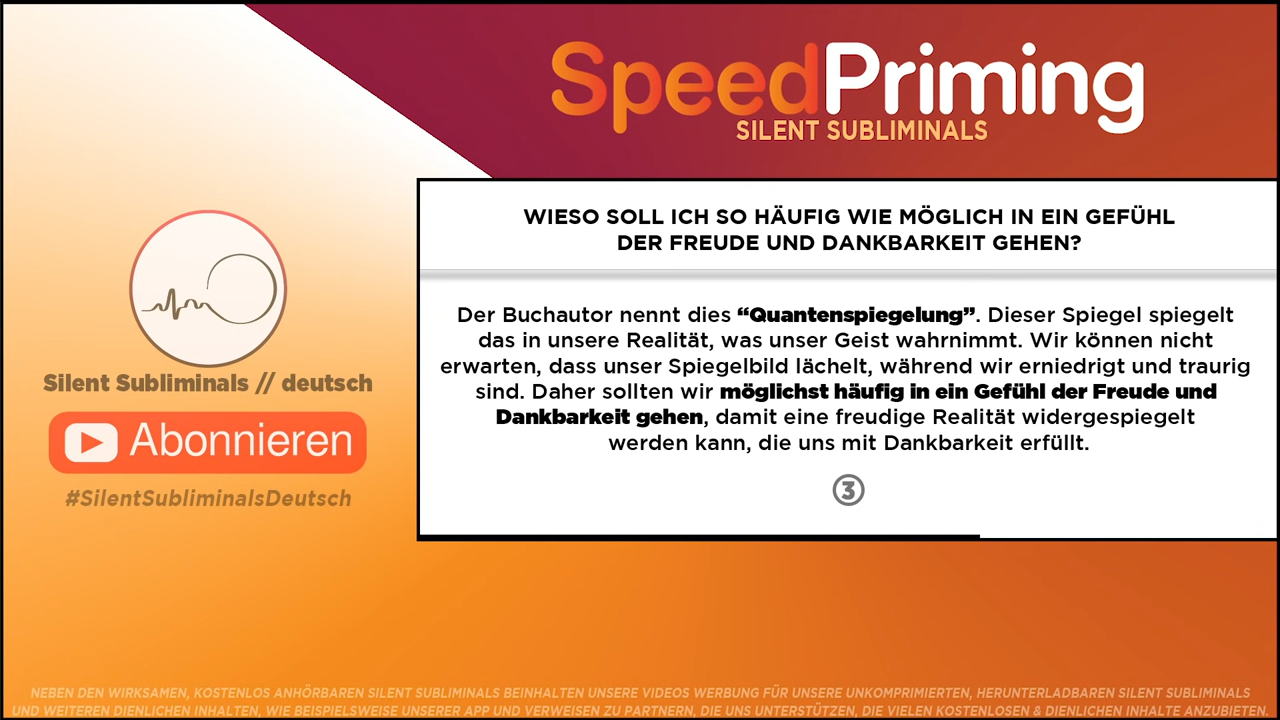 SpeedPriming
SILENT SUBLIMINALS
WIESO SOLL ICH SO HÄUFIG WIE MÖGLICH IN EIN GEFÜHL
DER FREUDE UND DANKBARKEIT GEHEN?
Der Buchautor nennt dies “Quantenspiegelung”. Dieser Spiegel spiegelt
das in unsere Realität, was unser Geist wahrnimmt. Wir können nicht
erwarten, dass unser Spiegelbild lächelt, während wir erniedrigt und traurig
sind. Daher sollten wir möglichst häufig in ein Gefühl der Freude und
Dankbarkeit gehen, damit eine freudige Realität widergespiegelt
werden kann, die uns mit Dankbarkeit erfüllt.
③
Silent Subliminals // deutsch
Abonnieren
#SilentSubliminalsDeutsch
NEBEN DEN WIRKSAMEN, KOSTENLOS ANHÖRBAREN SILENT SUBLIMINALS BEINHALTEN UNSERE VIDEOS WERBUNG FÜR UNSERE UNKOMPRIMIERTEN, HERUNTERLADBAREN SILENT SUBLIMINALS
UND WEITEREN DIENLICHEN INHALTEN, WIE BEISPIELSWEISE UNSERER APP UND VERWEISEN ZU PARTNERN, DIE UNS UNTERSTÜTZEN, DIE VIELEN KOSTENLOSEN & DIENLICHEN INHALTE ANZUBIETEN.